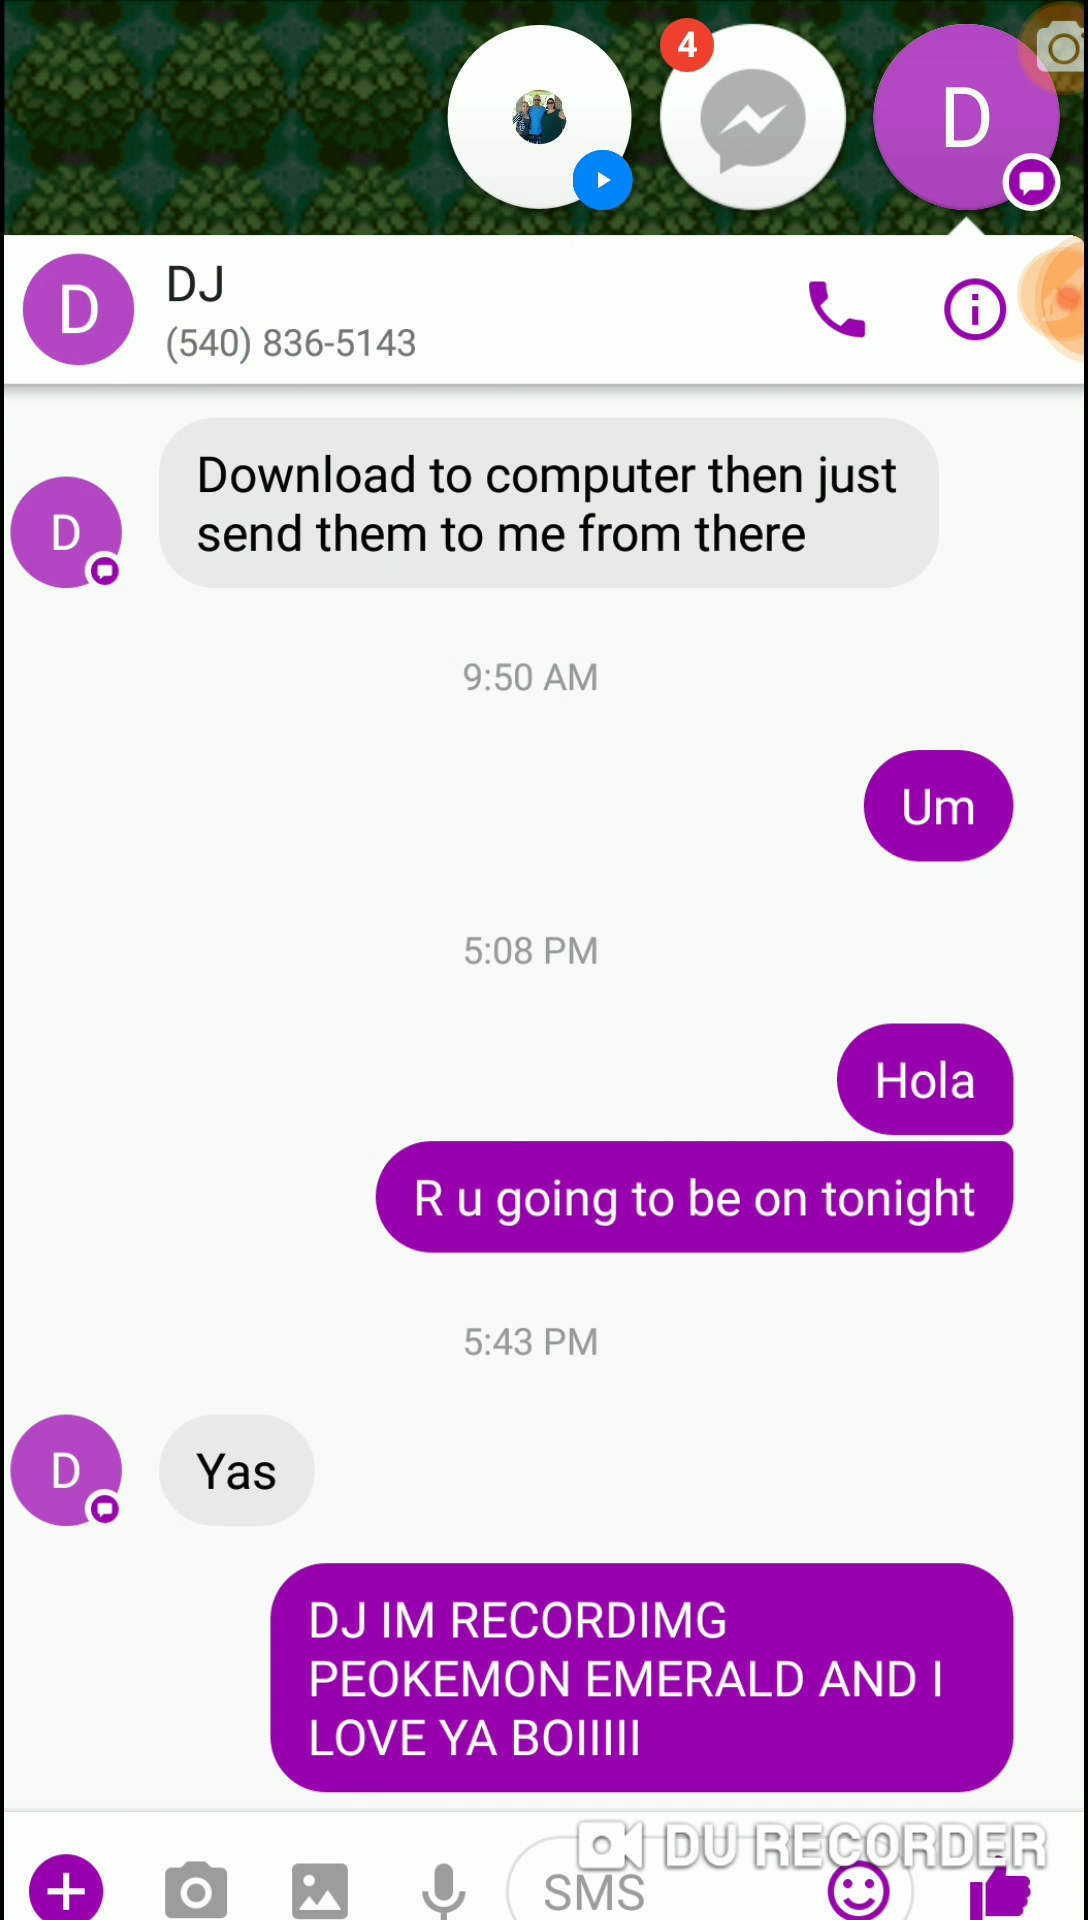 4
D
D
DJ
(540) 836-5143
Download to computer then just
send them to me from there
D
9:50 AM
Um
5:08 PM
Hola
R u going to be on tonight
5:43 PM
D
Yas
DJ IM RECORDIMG
PEOKEMON EMERALD AND I
LOVE YA BOIIIII
DU RECORDER
SMS